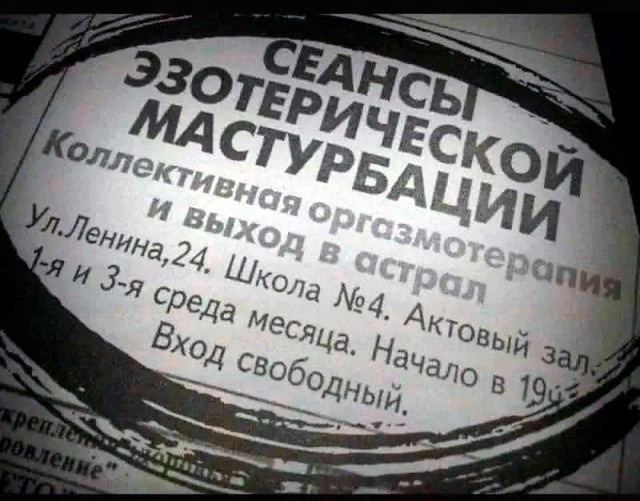 СЕАНСЫ
ЭЗОТЕРИЧЕСКОЙ
МАСТУРБАЦИИ
Коллективная оргазмотерапия
и выход в астрал
Ул.Ленина,24. Школа №4. Актовый зал.
1-я и 3-я среда месяца. Начало в 19
Вход свободный.